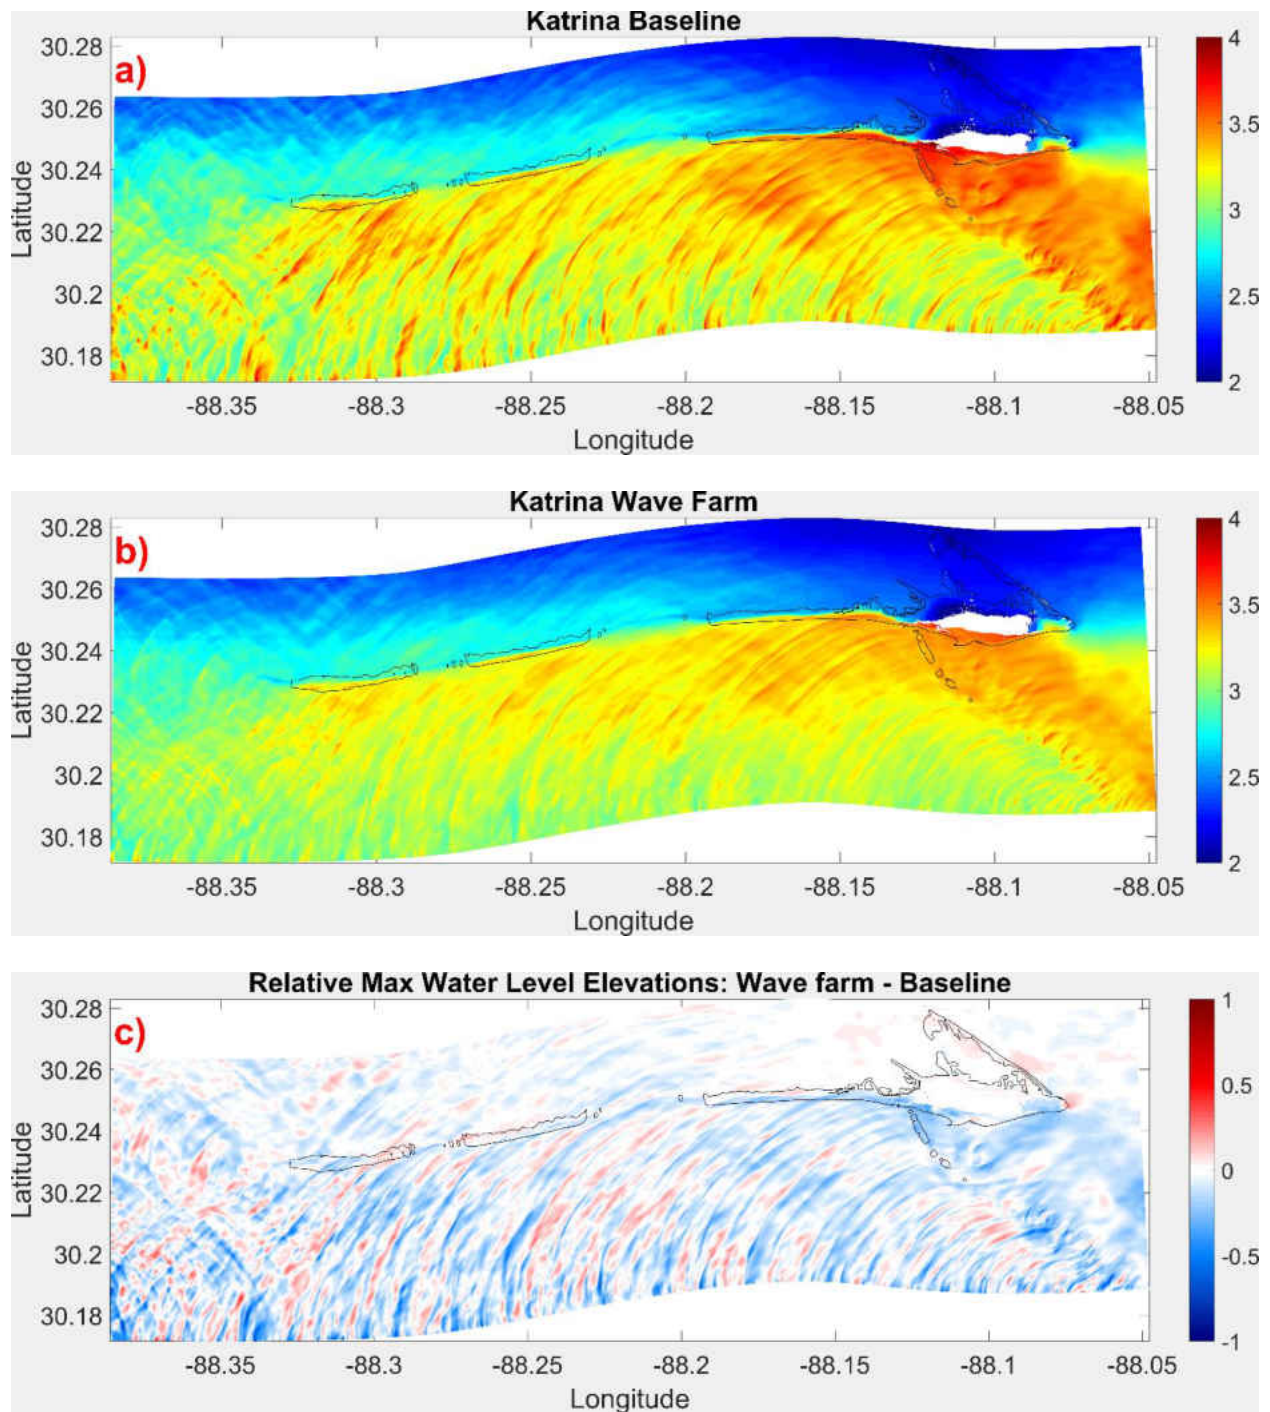 Katrina Baseline
a)
30.28
30.26
30.24
30.22
30.2
30.18
Latitude
-88.35 -88.3 -88.25 -88.2 -88.15 -88.1 -88.05
Longitude
4
3.5
3
2.5
2
Katrina Wave Farm
b)
30.28
30.26
30.24
30.22
30.2
30.18
Latitude
-88.35 -88.3 -88.25 -88.2 -88.15 -88.1 -88.05
Longitude
4
3.5
3
2.5
2
Relative Max Water Level Elevations: Wave farm - Baseline
c)
30.28
30.26
30.24
30.22
30.2
30.18
Latitude
-88.35 -88.3 -88.25 -88.2 -88.15 -88.1 -88.05
Longitude
1
0.5
0
-0.5
-1